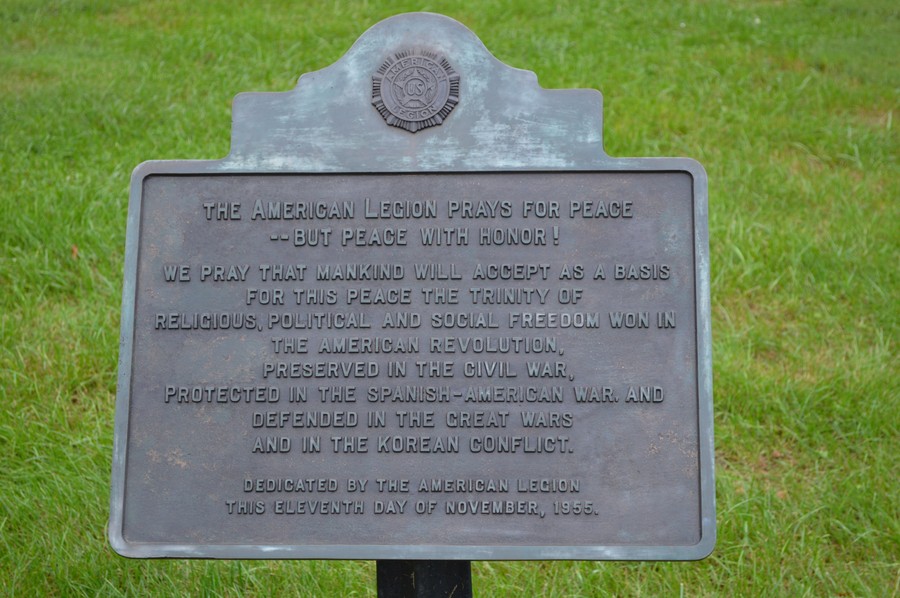 AMERICAN
US
LEGION
THE AMERICAN LEGION PRAYS FOR PEACE
--BUT PEACE WITH HONOR!
WE PRAY THAT MANKIND WILL ACCEPT AS A BASIS
FOR THIS PEACE THE TRINITY OF
RELIGIOUS, POLITICAL AND SOCIAL FREEDOM WON IN
THE AMERICAN REVOLUTION,
PRESERVED IN THE CIVIL WAR,
PROTECTED IN THE SPANISH-AMERICAN WAR. AND
DEFENDED IN THE GREAT WARS
AND IN THE KOREAN CONFLICT.
DEDICATED BY THE AMERICAN LEGION
THIS ELEVENTH DAY OF NOVEMBER, 1955.